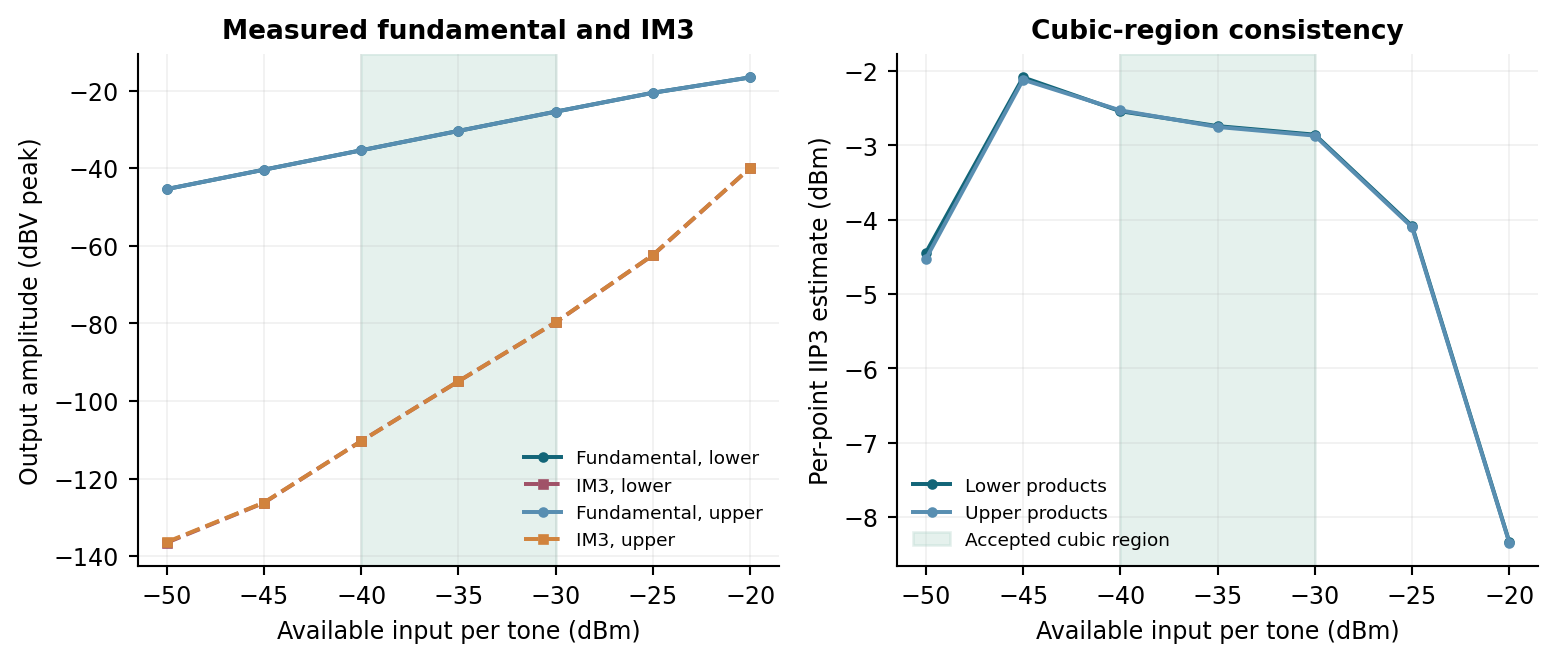 Measured fundamental and IM3
Output amplitude (dBV peak)
−20
−40
−60
−80
−100
−120
−140
−50
−45
−40
−35
−30
−25
−20
Available input per tone (dBm)
Fundamental, lower
IM3, lower
Fundamental, upper
IM3, upper
Cubic-region consistency
Per-point IIP3 estimate (dBm)
−2
−3
−4
−5
−6
−7
−8
−50
−45
−40
−35
−30
−25
−20
Available input per tone (dBm)
Lower products
Upper products
Accepted cubic region